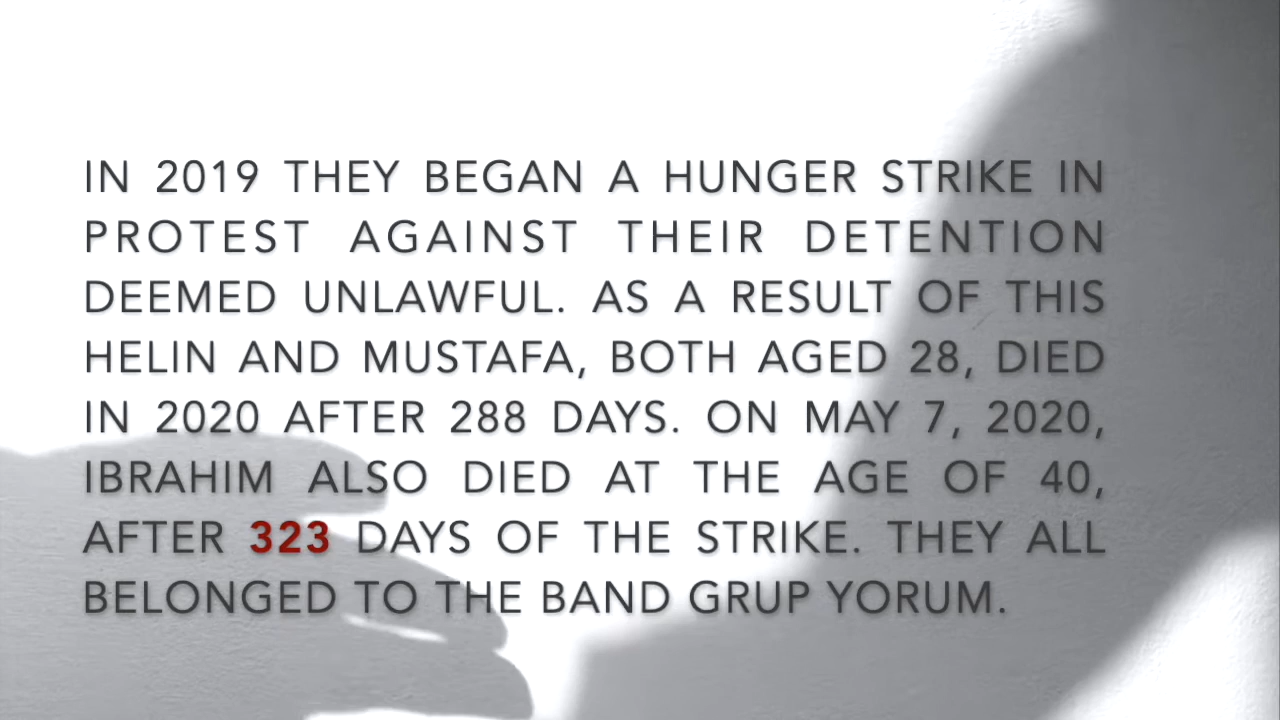 IN 2019 THEY BEGAN A HUNGER STRIKE IN
PROTEST AGAINST THEIR DETENTION
DEEMED UNLAWFUL. AS A RESULT OF THIS
HELIN AND MUSTAFA, BOTH AGED 28, DIED
IN 2020 AFTER 288 DAYS. ON MAY 7, 2020,
IBRAHIM ALSO DIED AT THE AGE OF 40,
AFTER 323 DAYS OF THE STRIKE. THEY ALL
BELONGED TO THE BAND GRUP YORUM.